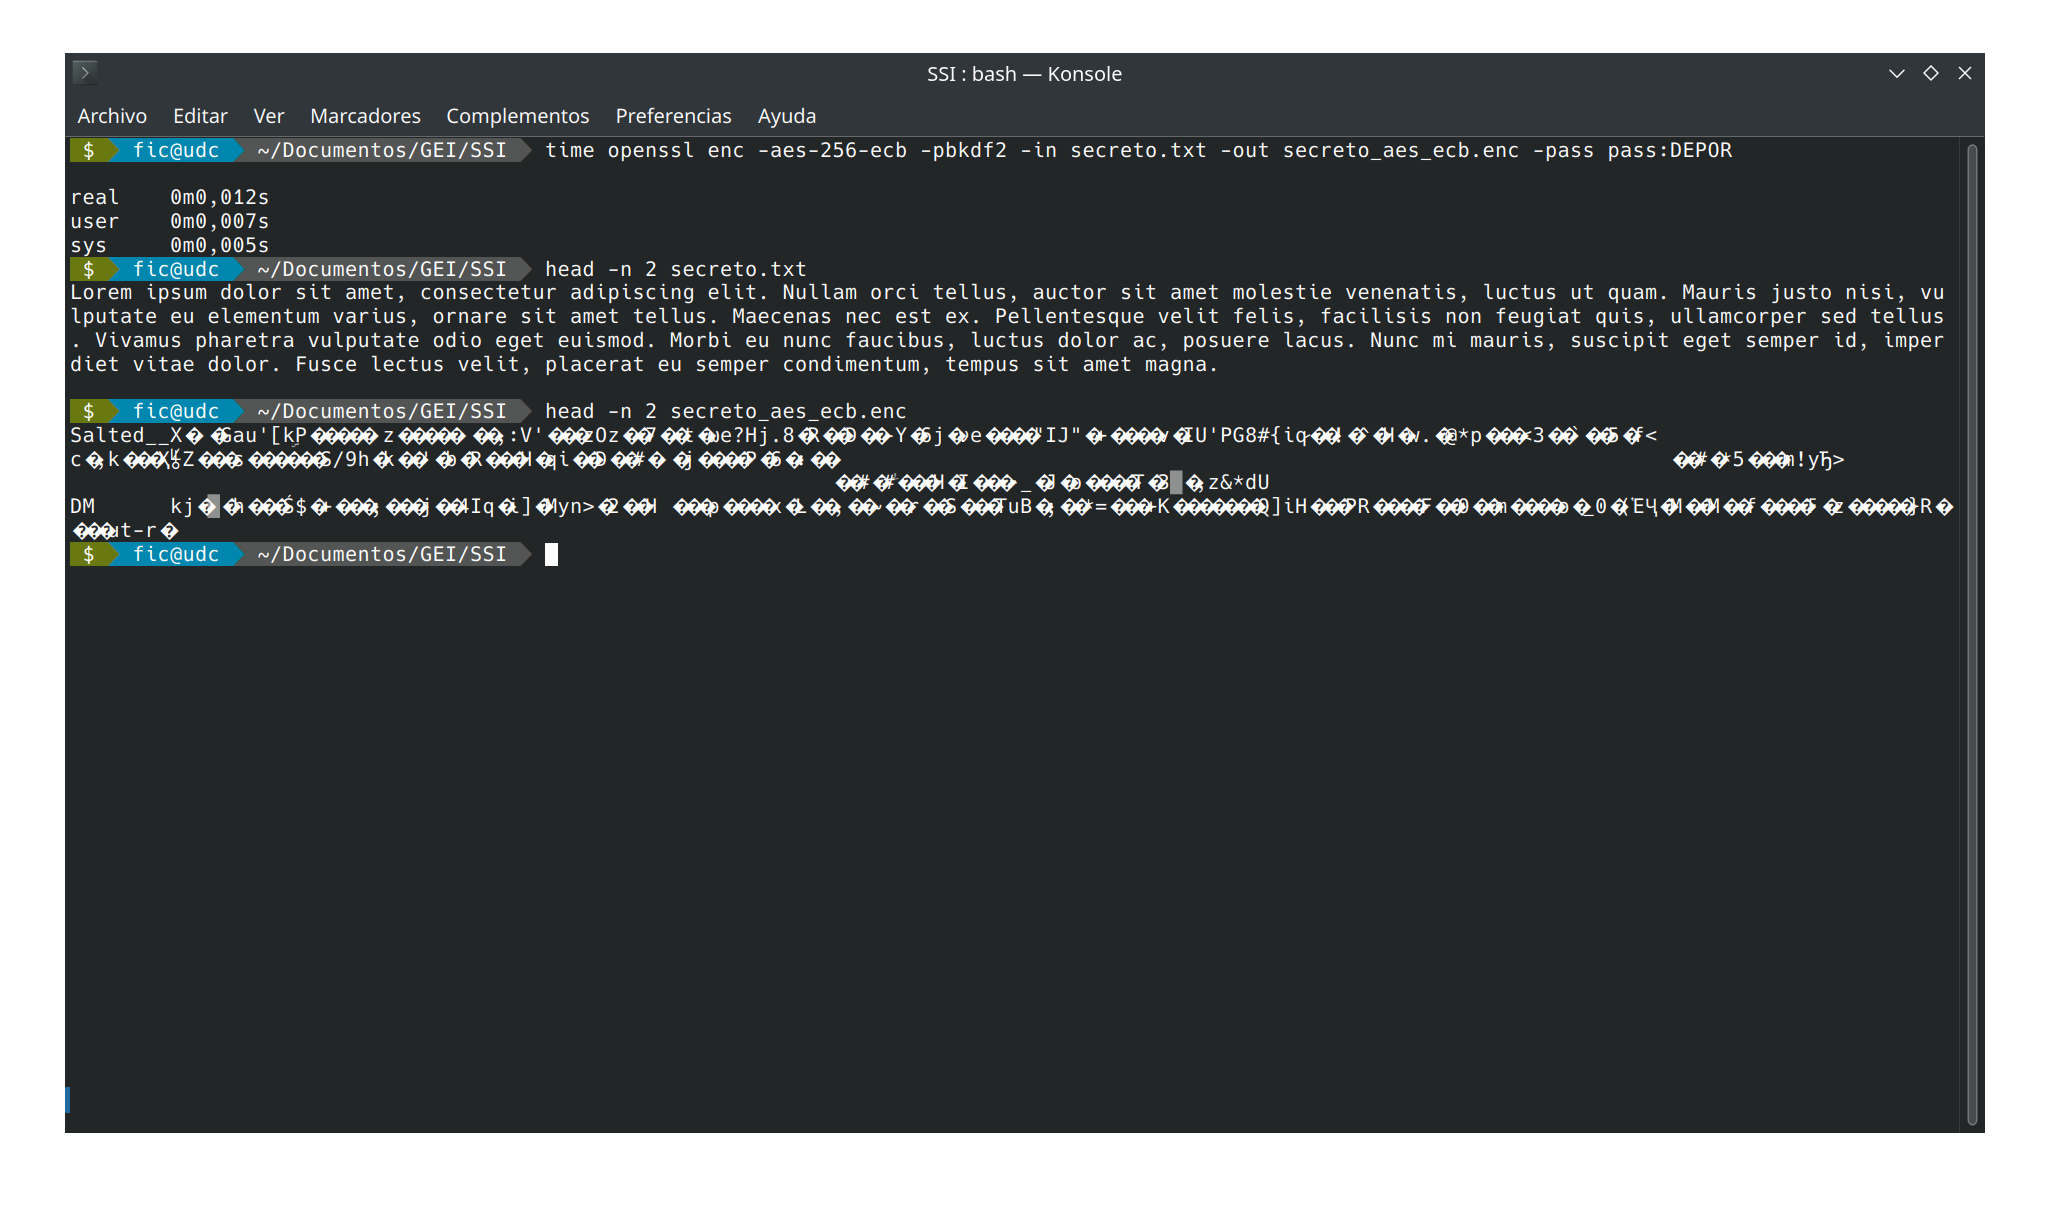 SSI : bash — Konsole
Archivo Editar Ver Marcadores Complementos Preferencias Ayuda
$ fic@udc ~/Documentos/GEI/SSI time openssl enc -aes-256-ecb -pbkdf2 -in secreto.txt -out secreto_aes_ecb.enc -pass pass:DEPOR
real 0m0,012s
user 0m0,007s
sys 0m0,005s
$ fic@udc ~/Documentos/GEI/SSI head -n 2 secreto.txt
Lorem ipsum dolor sit amet, consectetur adipiscing elit. Nullam orci tellus, auctor sit amet molestie venenatis, luctus ut quam. Mauris justo nisi, vu
lputate eu elementum varius, ornare sit amet tellus. Maecenas nec est ex. Pellentesque velit felis, facilisis non feugiat quis, ullamcorper sed tellus
. Vivamus pharetra vulputate odio eget euismod. Morbi eu nunc faucibus, luctus dolor ac, posuere lacus. Nunc mi mauris, suscipit eget semper id, imper
diet vitae dolor. Fusce lectus velit, placerat eu semper condimentum, tempus sit amet magna.
$ fic@udc ~/Documentos/GEI/SSI head -n 2 secreto_aes_ecb.enc
Salted__X
$ fic@udc ~/Documentos/GEI/SSI